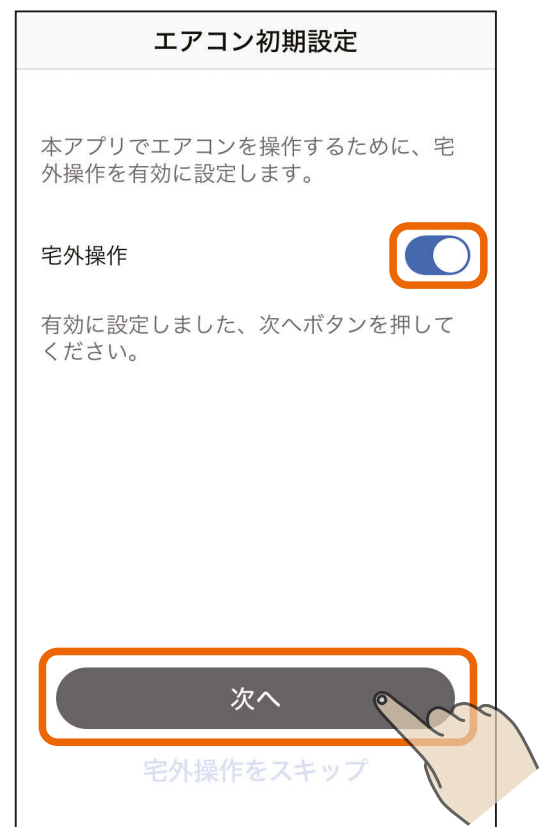 エアコン初期設定
本アプリでエアコンを操作するために、宅
外操作を有効に設定します。
宅外操作
有効に設定しました、次へボタンを押して
ください。
次へ
宅外操作をスキップ